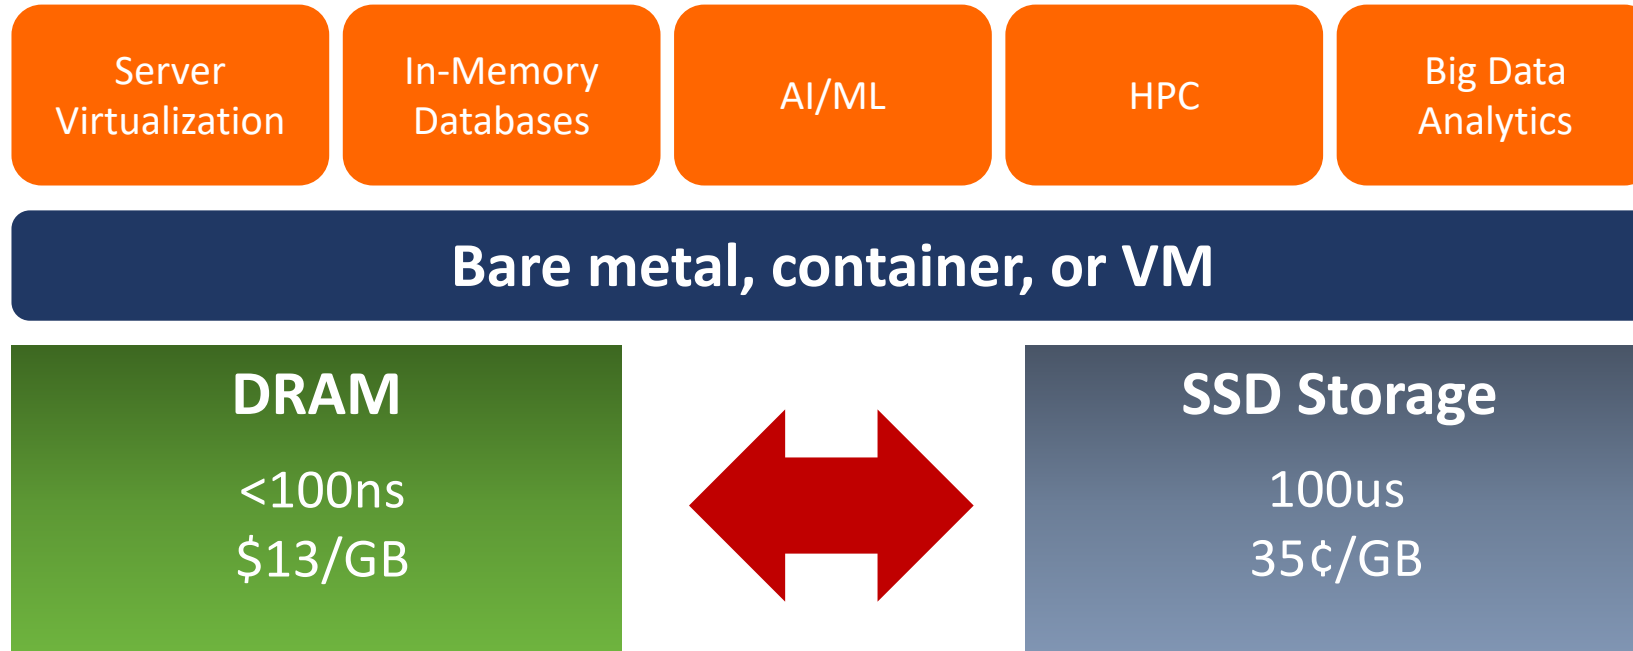 Server
Virtualization
In-Memory
Databases
AI/ML
HPC
Big Data
Analytics
Bare metal, container, or VM
DRAM
<100ns
$13/GB
SSD Storage
100us
35¢/GB